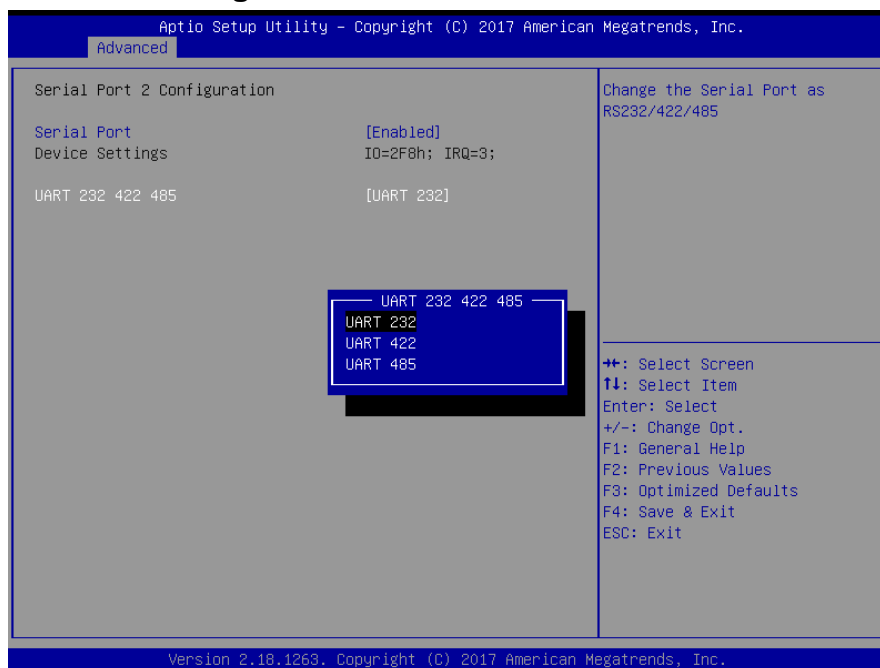 Aptio Setup Utility – Copyright (C) 2017 American Megatrends, Inc.
Advanced
Serial Port 2 Configuration
Serial Port [Enabled]
Device Settings IO=2F8h; IRQ=3;
UART 232 422 485 [UART 232]
UART 232 422 485
UART 232
UART 422
UART 485
Change the Serial Port as
RS232/422/485
→←: Select Screen
↑↓: Select Item
Enter: Select
+/-: Change Opt.
F1: General Help
F2: Previous Values
F3: Optimized Defaults
F4: Save & Exit
ESC: Exit
Version 2.18.1263. Copyright (C) 2017 American Megatrends, Inc.